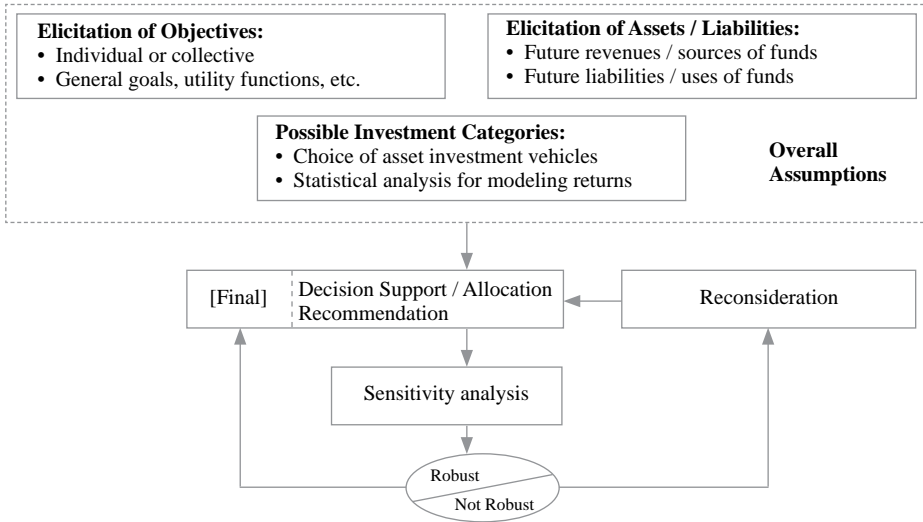 Elicitation of Objectives:
• Individual or collective
• General goals, utility functions, etc.
Elicitation of Assets / Liabilities:
• Future revenues / sources of funds
• Future liabilities / uses of funds
Possible Investment Categories:
• Choice of asset investment vehicles
• Statistical analysis for modeling returns
Overall
Assumptions
[Final]
Decision Support / Allocation
Recommendation
Reconsideration
Sensitivity analysis
Robust
Not Robust